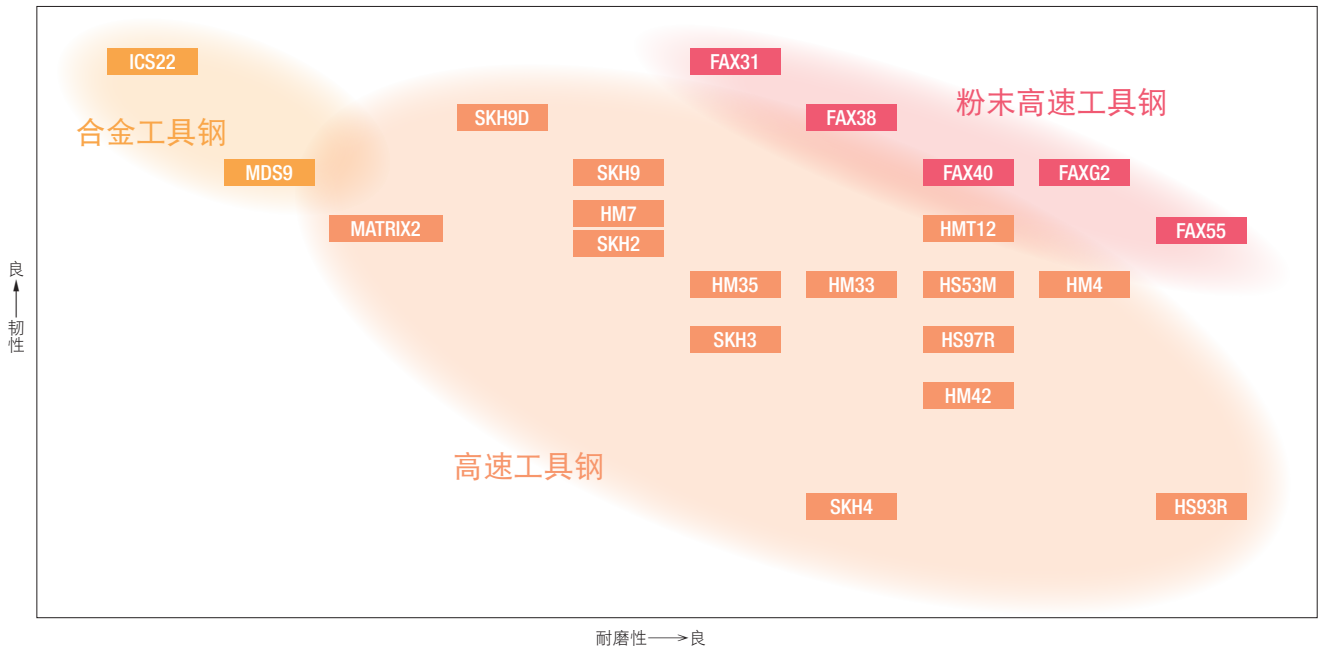 ICS22
FAX31
粉末高速工具钢
合金工具钢
SKH9D
FAX38
MDS9
SKH9
FAX40
FAXG2
HM7
MATRIX2
SKH2
HMT12
FAX55
良
韧性
HM35
HM33
HS53M
HM4
SKH3
HS97R
HM42
高速工具钢
SKH4
HS93R
耐磨性→良